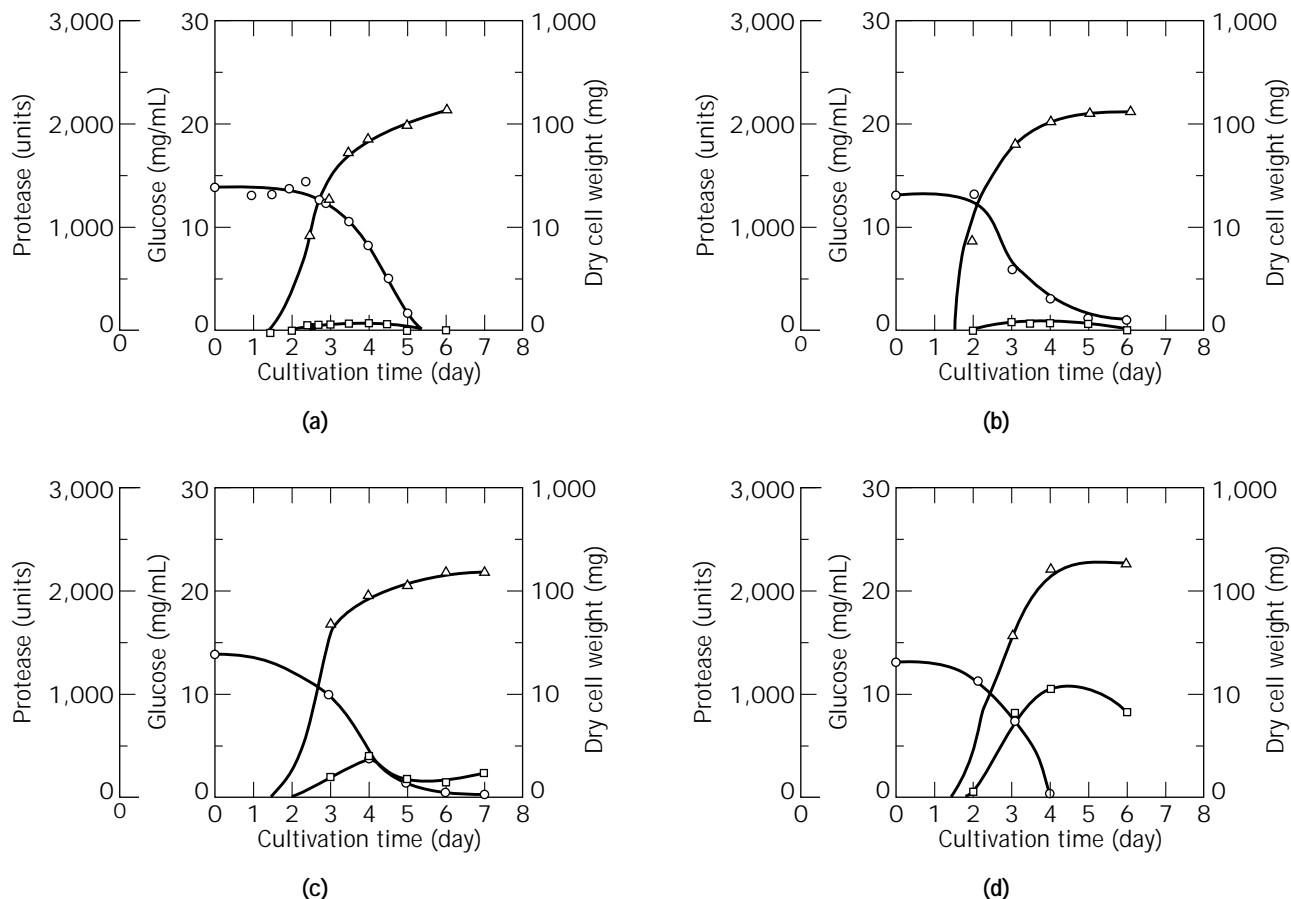 Protease (units)
3,000
2,000
1,000
0
0
Glucose (mg/mL)
30
20
10
0
Dry cell weight (mg)
1,000
100
10
0
0 1 2 3 4 5 6 7 8
Cultivation time (day)
(a)
Protease (units)
3,000
2,000
1,000
0
0
Glucose (mg/mL)
30
20
10
0
Dry cell weight (mg)
1,000
100
10
0
0 1 2 3 4 5 6 7 8
Cultivation time (day)
(b)
Protease (units)
3,000
2,000
1,000
0
0
Glucose (mg/mL)
30
20
10
0
Dry cell weight (mg)
1,000
100
10
0
0 1 2 3 4 5 6 7 8
Cultivation time (day)
(c)
Protease (units)
3,000
2,000
1,000
0
0
Glucose (mg/mL)
30
20
10
0
Dry cell weight (mg)
1,000
100
10
0
0 1 2 3 4 5 6 7 8
Cultivation time (day)
(d)